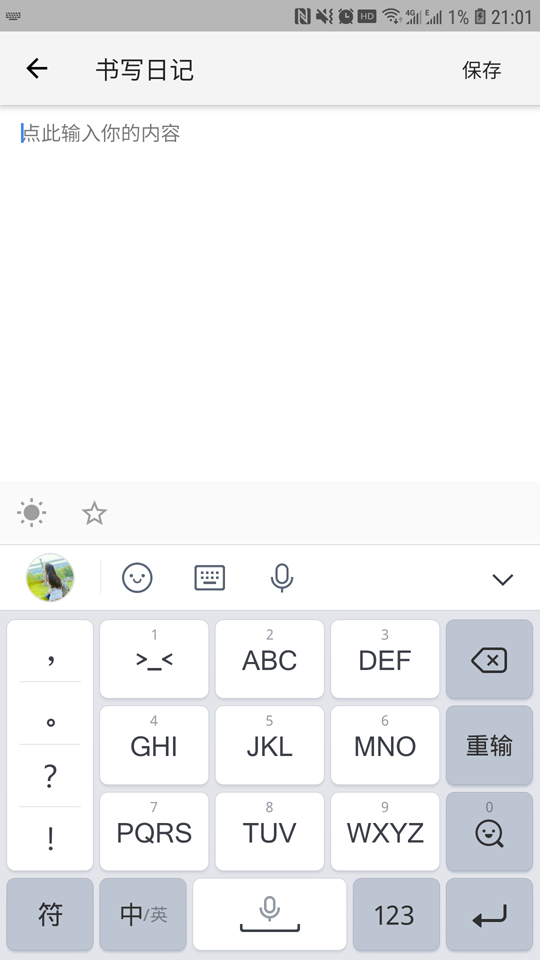 HD 4G E 1% 21:01
书写日记 保存
点此输入你的内容
， 1 2 3
>_< ABC DEF
。 4 5 6
GHI JKL MNO 重输
？ 7 8 9 0
PQRS TUV WXYZ
！
符 中/英 123